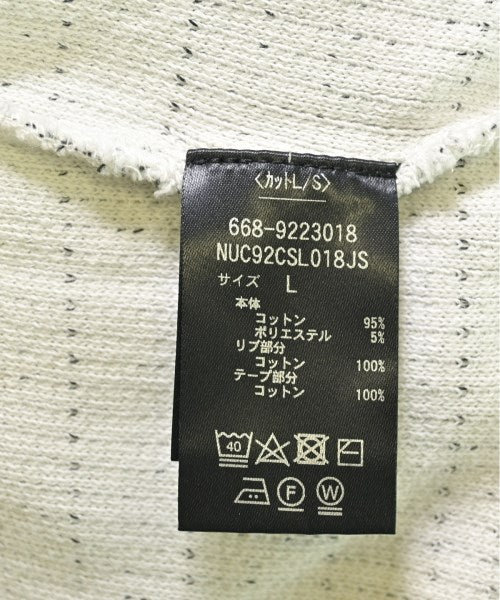 〈カットL/S〉
668-9223018
NUC92CSL018JS
サイズ L
本体
コットン 95%
ポリエステル 5%
リブ部分
コットン 100%
テープ部分
コットン 100%
40
F W